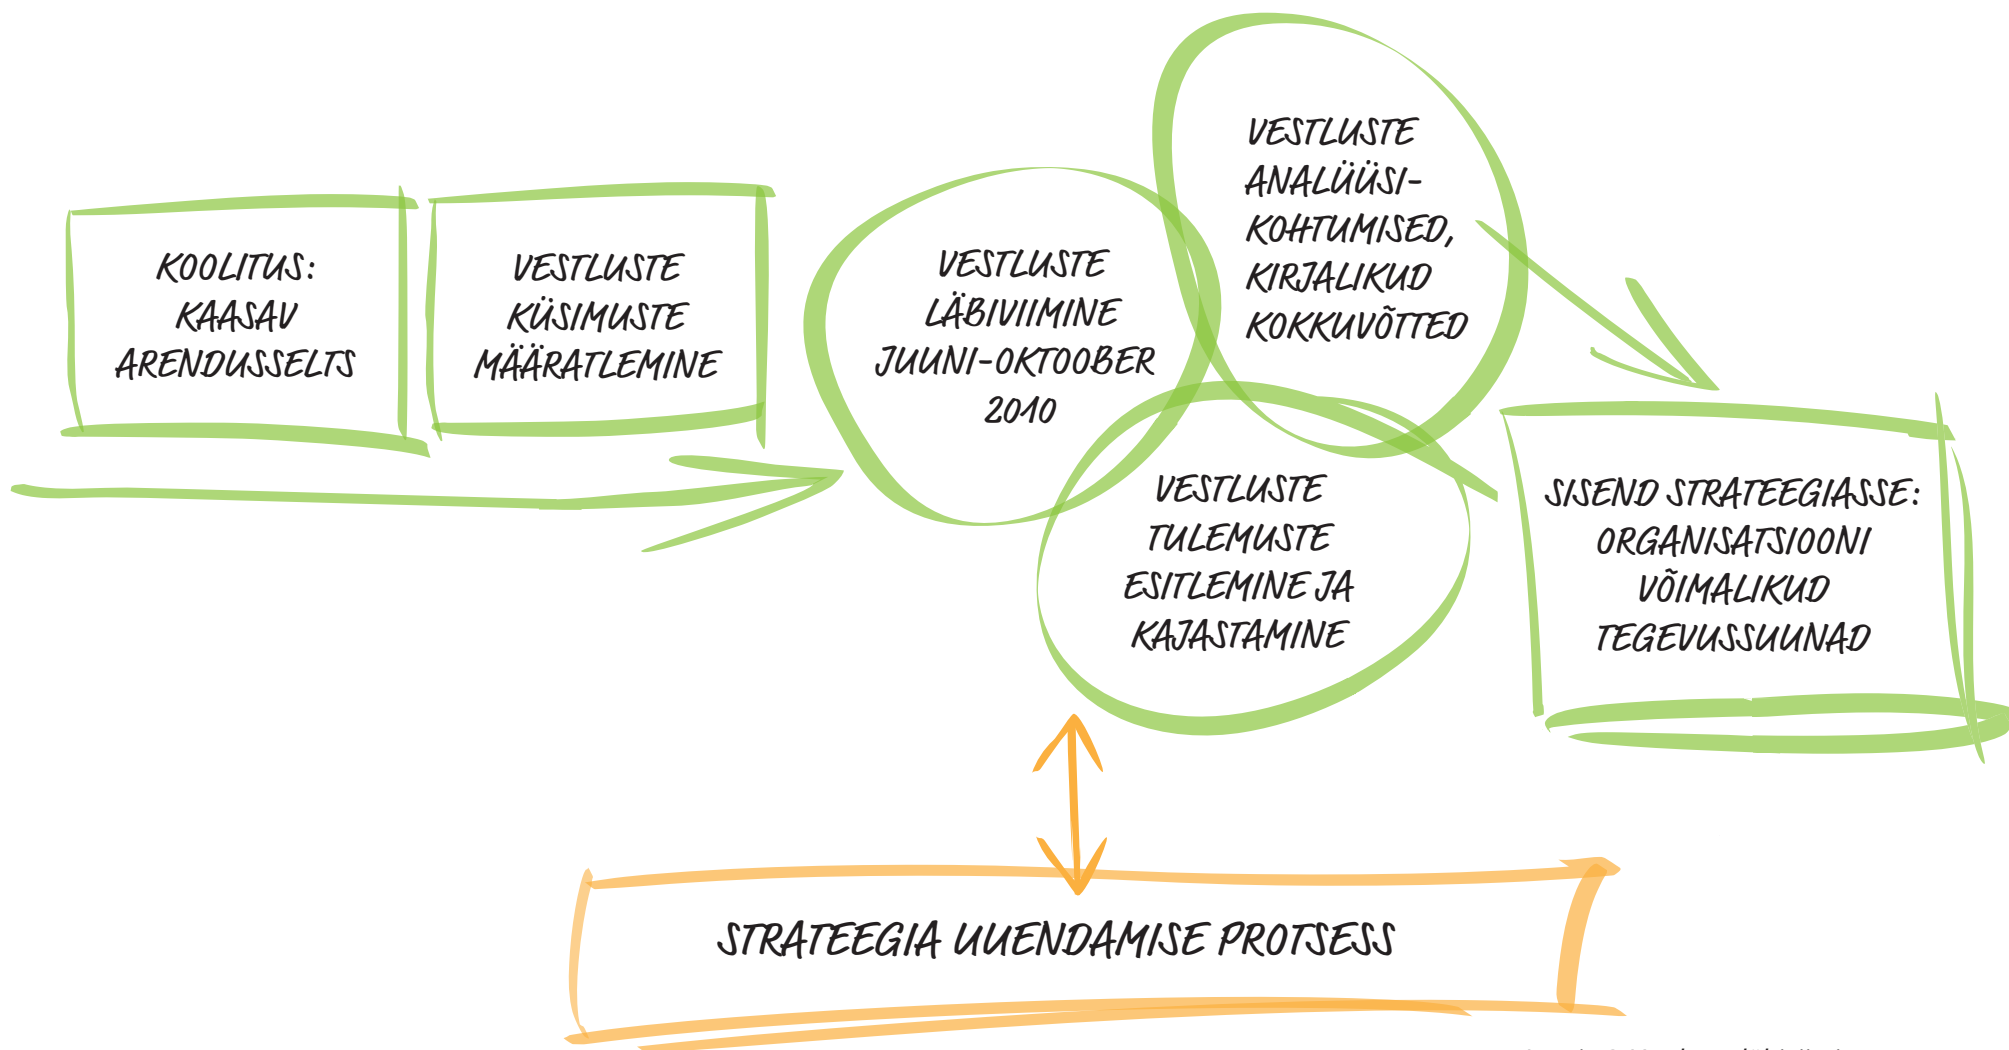 KOOLITUS:
KAASAV
ARENDUSSELTS
VESTLUSTE
KÜSIMUSTE
MÄÄRATLEMINE
VESTLUSTE
LÄBIVIIMINE
JUUNI-OKTOOBER
2010
VESTLUSTE
ANALÜÜSI-
KOHTUMISED,
KIRJALIKUD
KOKKUVÕTTED
VESTLUSTE
TULEMUSTE
ESITLEMINE JA
KAJASTAMINE
SISEND STRATEEGIASSE:
ORGANISATSIOONI
VÕIMALIKUD
TEGEVUSSUUNAD
STRATEEGIA UUENDAMISE PROTSESS